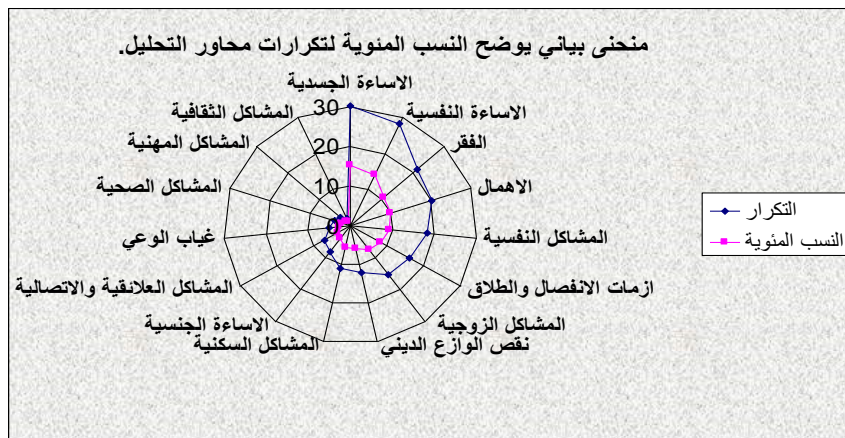 منحنى بياني يوضح النسب المئوية لتكرارات محاور التحليل.
الاساءة الجسدية
الاساءة النفسية
الفقر
الاهمال
المشاكل النفسية
ازمات الانفصال والطلاق
المشاكل الزوجية
نقص الوازع الديني
المشاكل السكنية
الاساءة الجنسية
المشاكل العلائقية والاتصالية
غياب الوعي
المشاكل الصحية
المشاكل المهنية
المشاكل الثقافية
30
20
10
0
التكرار
النسب المئوية